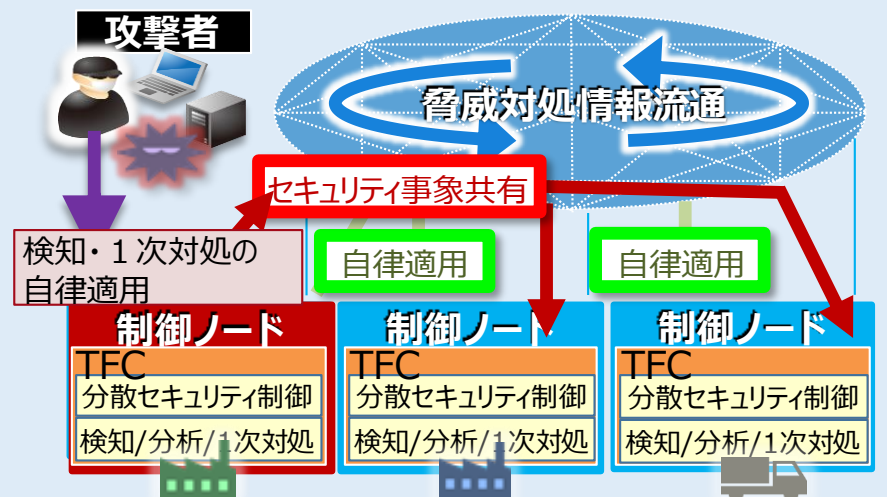 攻撃者
脅威対処情報流通
セキュリティ事象共有
検知・１次対処の
自律適用
自律適用
自律適用
制御ノード
TFC
分散セキュリティ制御
検知/分析/1次対処
制御ノード
TFC
分散セキュリティ制御
検知/分析/1次対処
制御ノード
TFC
分散セキュリティ制御
検知/分析/1次対処